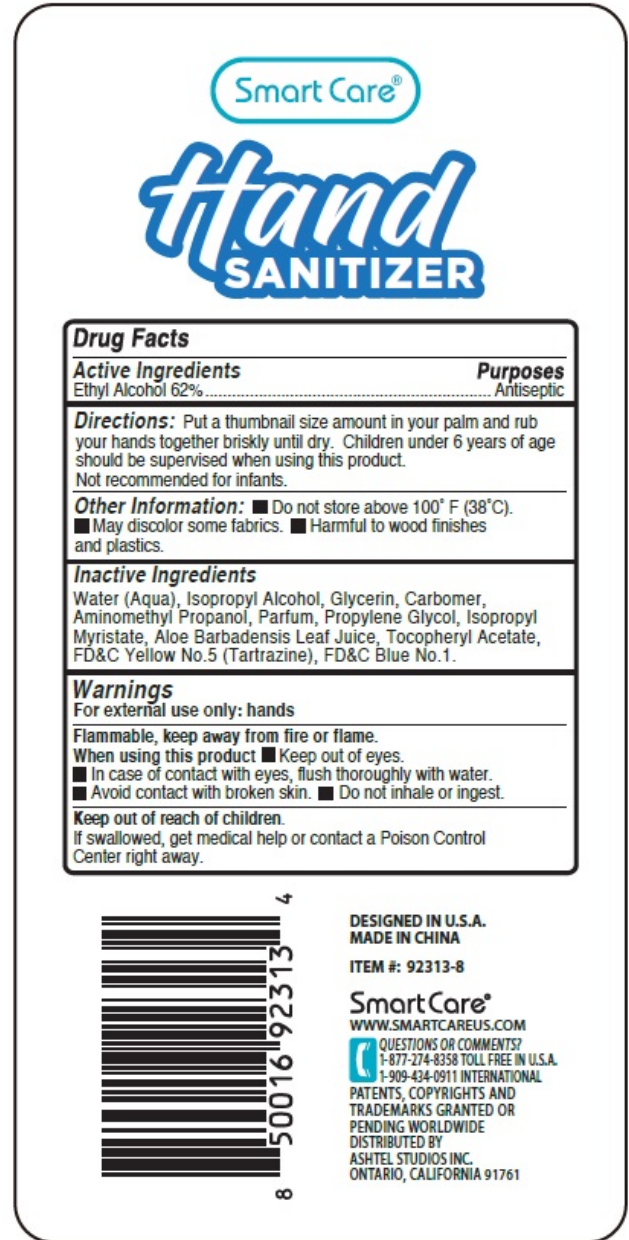 Smart Care®
Hand
SANITIZER
Drug Facts
Active Ingredients Purposes
Ethyl Alcohol 62%........................................................................ Antiseptic
Directions: Put a thumbnail size amount in your palm and rub
your hands together briskly until dry. Children under 6 years of age
should be supervised when using this product.
Not recommended for infants.
Other Information: ■ Do not store above 100˚ F (38˚C).
■ May discolor some fabrics. ■ Harmful to wood finishes
and plastics.
Inactive Ingredients
Water (Aqua), Isopropyl Alcohol, Glycerin, Carbomer,
Aminomethyl Propanol, Parfum, Propylene Glycol, Isopropyl
Myristate, Aloe Barbadensis Leaf Juice, Tocopheryl Acetate,
FD&C Yellow No.5 (Tartrazine), FD&C Blue No.1.
Warnings
For external use only: hands
Flammable, keep away from fire or flame.
When using this product ■ Keep out of eyes.
■ In case of contact with eyes, flush thoroughly with water.
■ Avoid contact with broken skin. ■ Do not inhale or ingest.
Keep out of reach of children.
If swallowed, get medical help or contact a Poison Control
Center right away.
8 50016 92313 4
DESIGNED IN U.S.A.
MADE IN CHINA
ITEM #: 92313-8
Smart Care®
WWW.SMARTCAREUS.COM
QUESTIONS OR COMMENTS?
1-877-274-8358 TOLL FREE IN U.S.A.
1-909-434-0911 INTERNATIONAL
PATENTS, COPYRIGHTS AND
TRADEMARKS GRANTED OR
PENDING WORLDWIDE
DISTRIBUTED BY
ASHTEL STUDIOS INC.
ONTARIO, CALIFORNIA 91761